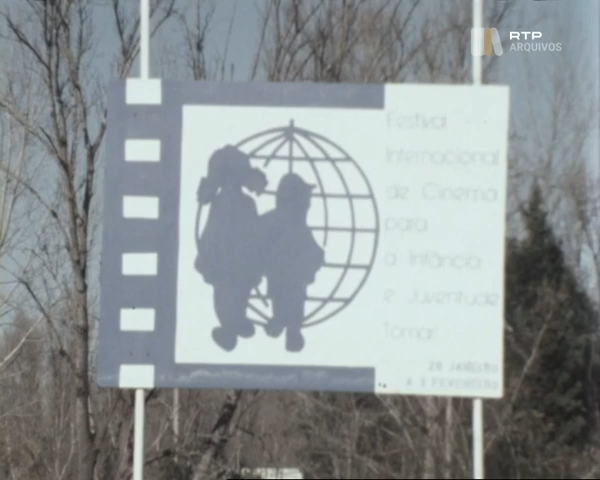 RTP
ARQUIVOS
Festival
Internacional
de Cinema
para
a Infância
e Juventude
Tomar
28 JANEIRO
A 3 FEVEREIRO